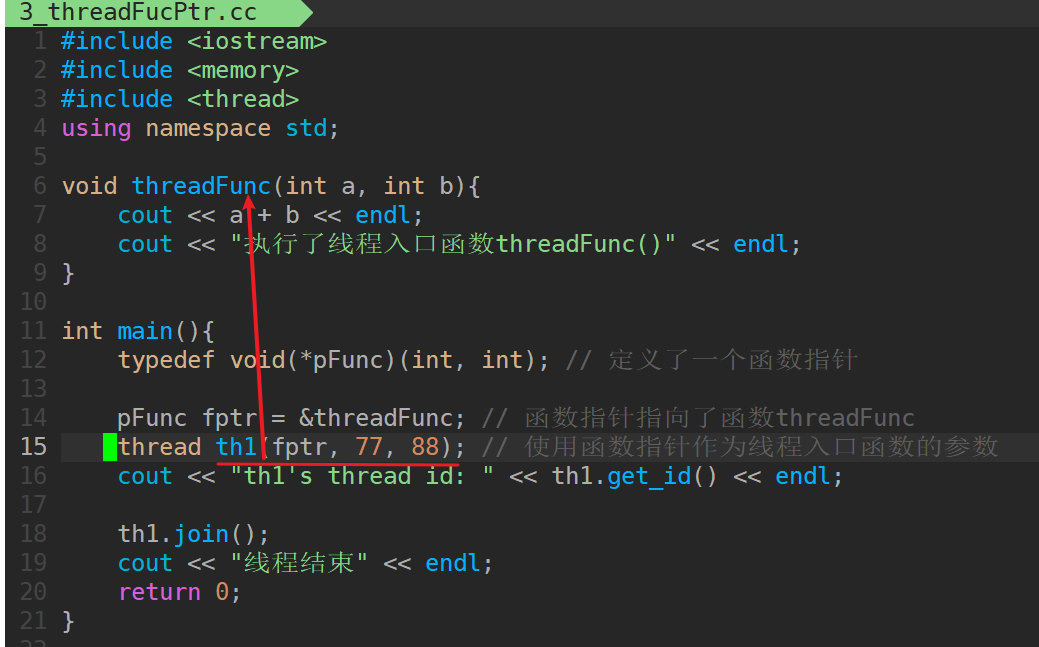 3_threadFucPtr.cc
1 #include <iostream>
2 #include <memory>
3 #include <thread>
4 using namespace std;
5
6 void threadFunc(int a, int b){
7     cout << a + b << endl;
8     cout << "执行了线程入口函数threadFunc()" << endl;
9 }
10
11 int main(){
12     typedef void(*pFunc)(int, int); // 定义了一个函数指针
13
14     pFunc fptr = &threadFunc; // 函数指针指向了函数threadFunc
15     thread th1(fptr, 77, 88); // 使用函数指针作为线程入口函数的参数
16     cout << "th1's thread id: " << th1.get_id() << endl;
17
18     th1.join();
19     cout << "线程结束" << endl;
20     return 0;
21 }